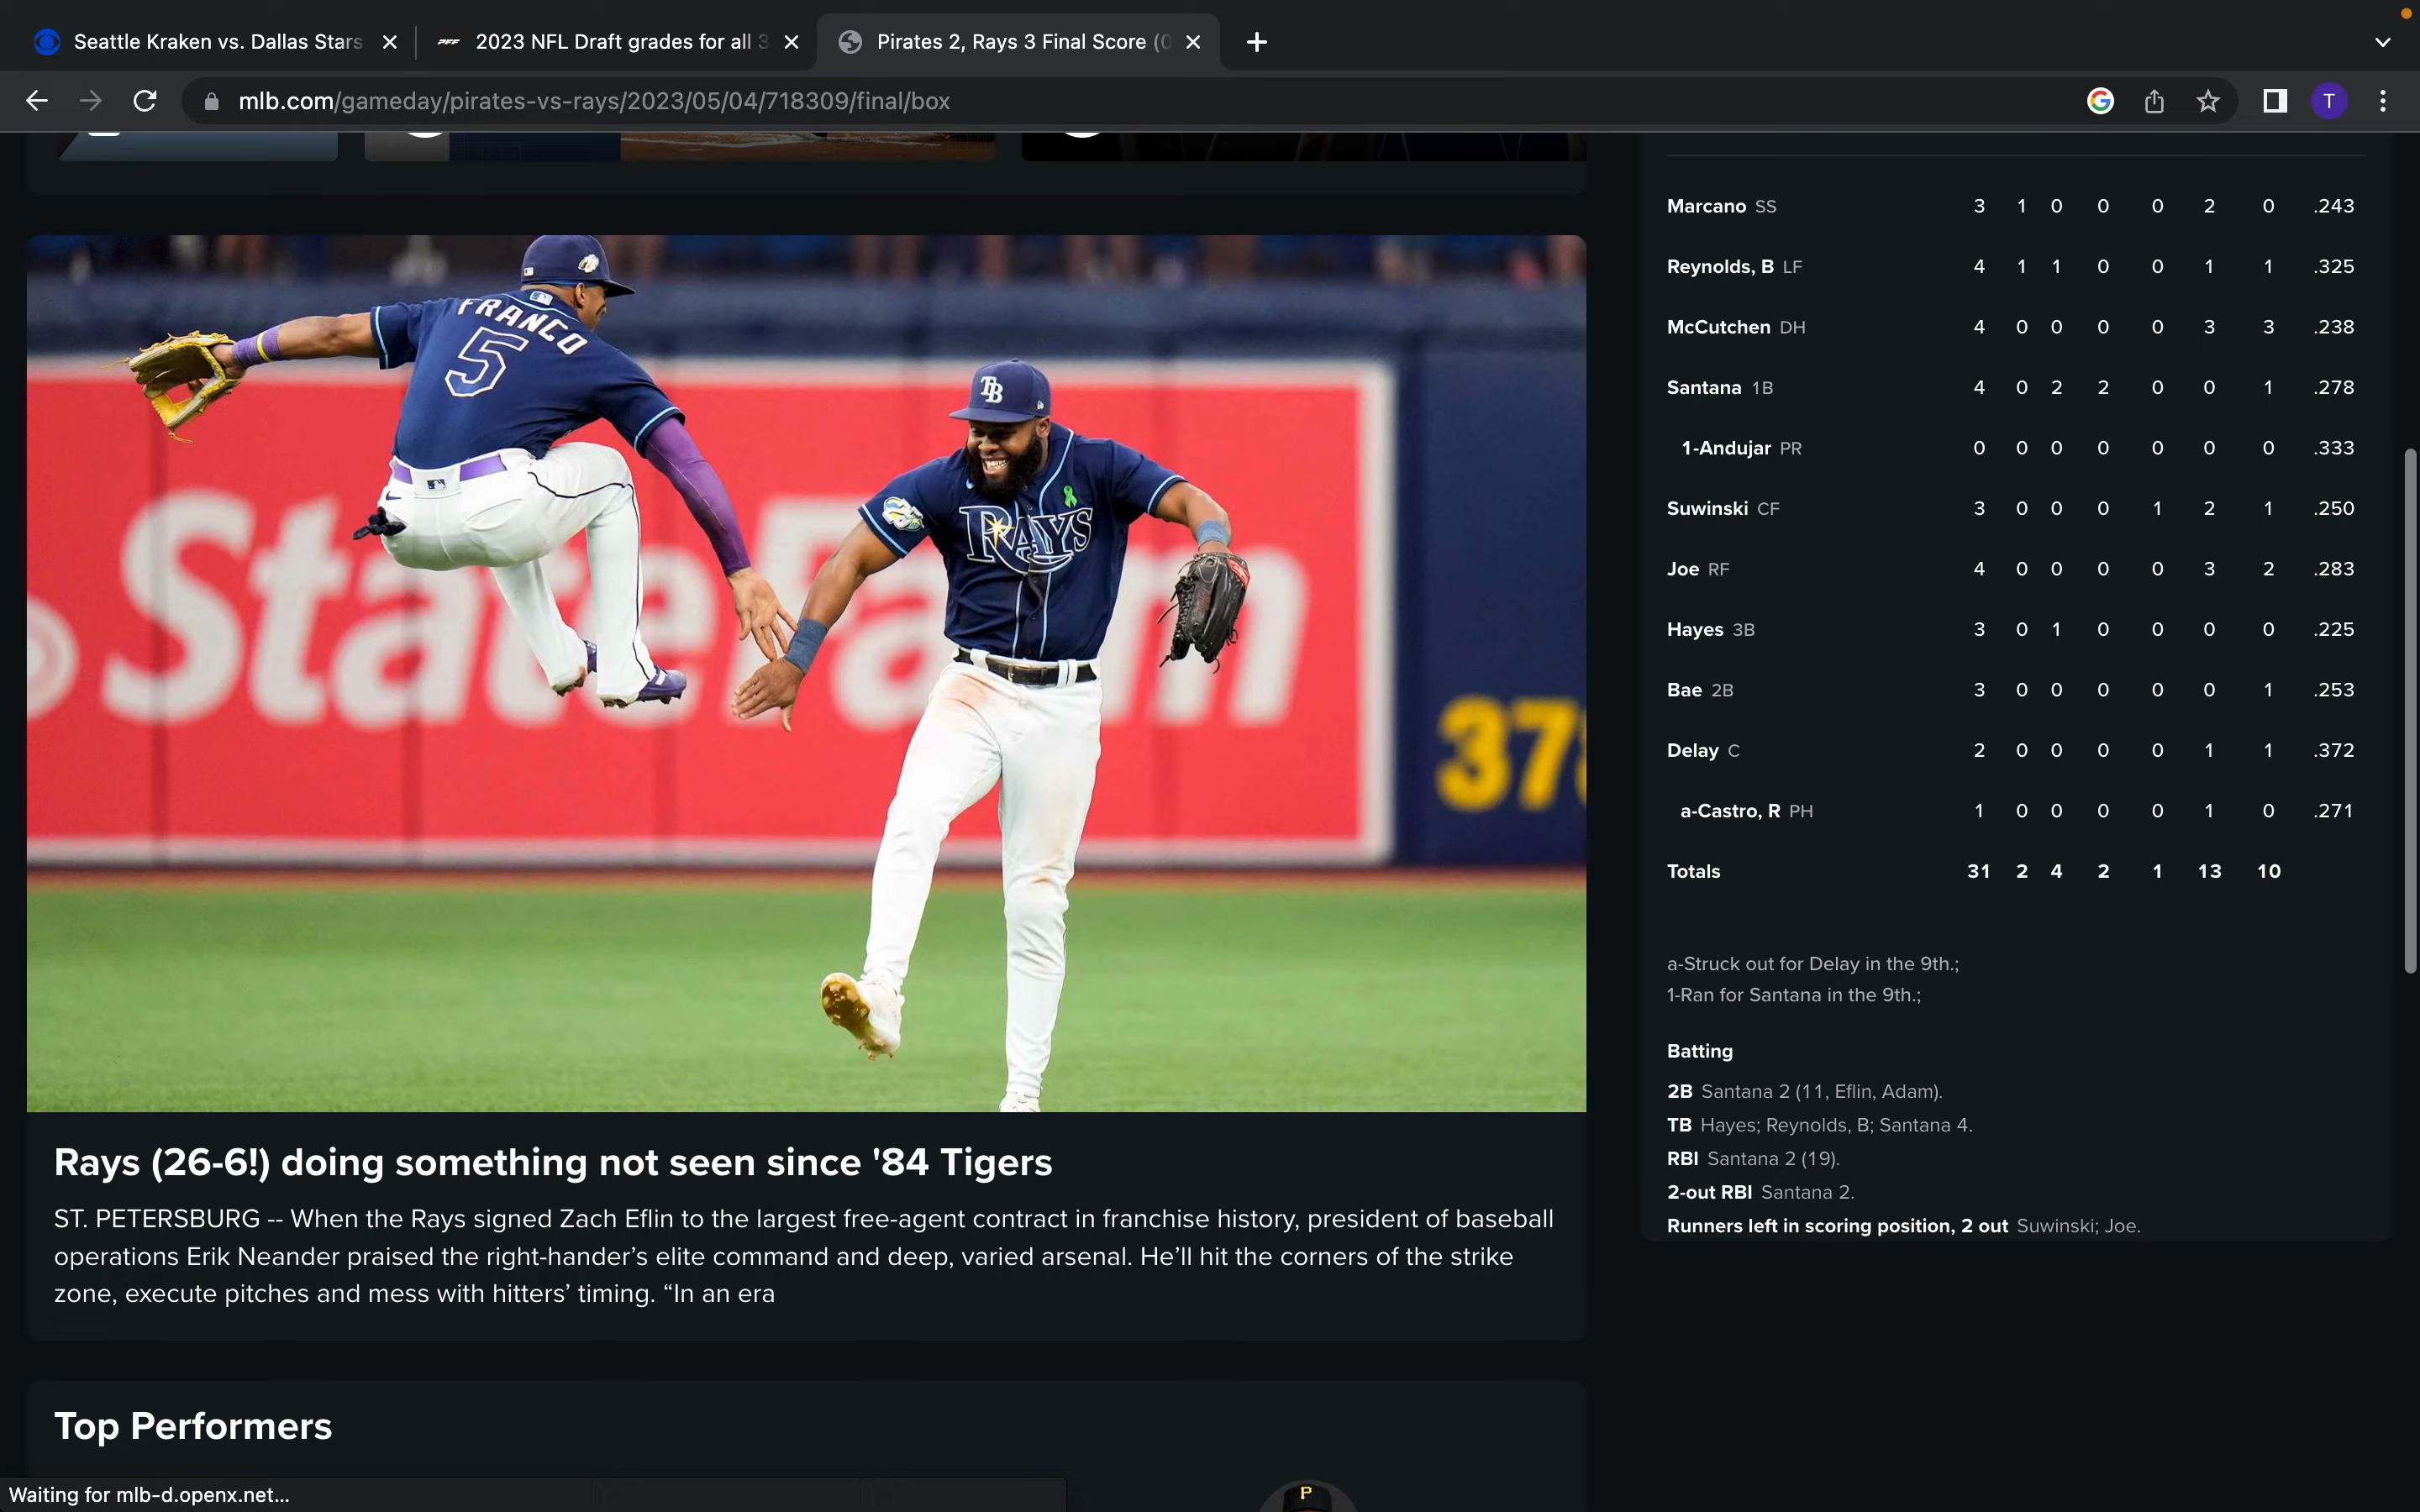 Seattle Kraken vs. Dallas Stars
PFF 2023 NFL Draft grades for all 3
Pirates 2, Rays 3 Final Score (0
mlb.com/gameday/pirates-vs-rays/2023/05/04/718309/final/box
T
FRANCO
5
TB
RAYS
State Farm
37
Rays (26-6!) doing something not seen since '84 Tigers
ST. PETERSBURG -- When the Rays signed Zach Eflin to the largest free-agent contract in franchise history, president of baseball
operations Erik Neander praised the right-hander’s elite command and deep, varied arsenal. He’ll hit the corners of the strike
zone, execute pitches and mess with hitters’ timing. “In an era
Top Performers
P
Waiting for mlb-d.openx.net...
Marcano SS 3 1 0 0 0 2 0 .243
Reynolds, B LF 4 1 1 0 0 1 1 .325
McCutchen DH 4 0 0 0 0 3 3 .238
Santana 1B 4 0 2 2 0 0 1 .278
1-Andujar PR 0 0 0 0 0 0 0 .333
Suwinski CF 3 0 0 0 1 2 1 .250
Joe RF 4 0 0 0 0 3 2 .283
Hayes 3B 3 0 1 0 0 0 0 .225
Bae 2B 3 0 0 0 0 0 1 .253
Delay C 2 0 0 0 0 1 1 .372
a-Castro, R PH 1 0 0 0 0 1 0 .271
Totals 31 2 4 2 1 13 10
a-Struck out for Delay in the 9th.;
1-Ran for Santana in the 9th.;
Batting
2B Santana 2 (11, Eflin, Adam).
TB Hayes; Reynolds, B; Santana 4.
RBI Santana 2 (19).
2-out RBI Santana 2.
Runners left in scoring position, 2 out Suwinski; Joe.